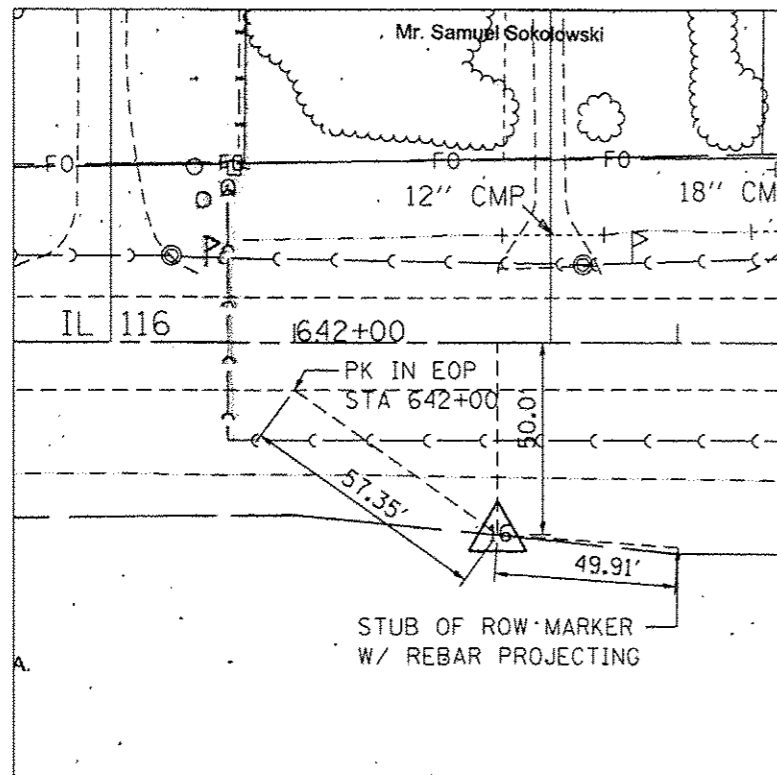 Mr. Samuel Sokolowski
FO FO FO FO
12" CMP
18" CM
P P
IL 116
642+00
PK IN EOP
STA 642+00
50.0'
57.35'
16
49.91'
STUB OF ROW MARKER
W/ REBAR PROJECTING
A.